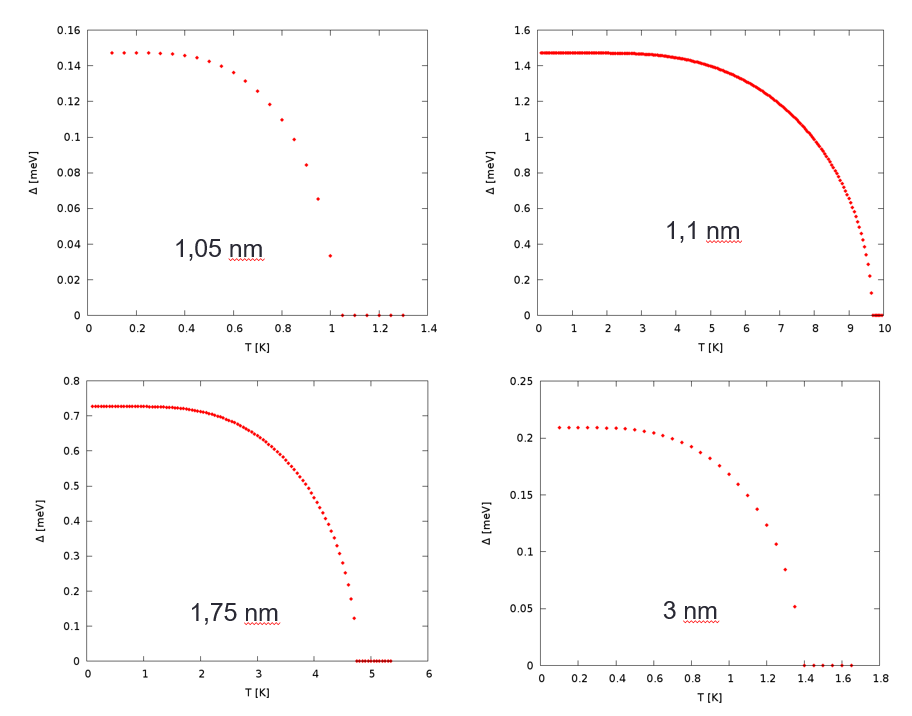 0.16
0.14
0.12
0.1
0.08
0.06
0.04
0.02
0
Δ [meV]
1,05 nm
0 0.2 0.4 0.6 0.8 1 1.2 1.4
T [K]
1.6
1.4
1.2
1
0.8
0.6
0.4
0.2
0
Δ [meV]
1,1 nm
0 1 2 3 4 5 6 7 8 9 10
T [K]
0.8
0.7
0.6
0.5
0.4
0.3
0.2
0.1
0
Δ [meV]
1,75 nm
0 1 2 3 4 5 6
T [K]
0.25
0.2
0.15
0.1
0.05
0
Δ [meV]
3 nm
0 0.2 0.4 0.6 0.8 1 1.2 1.4 1.6 1.8
T [K]